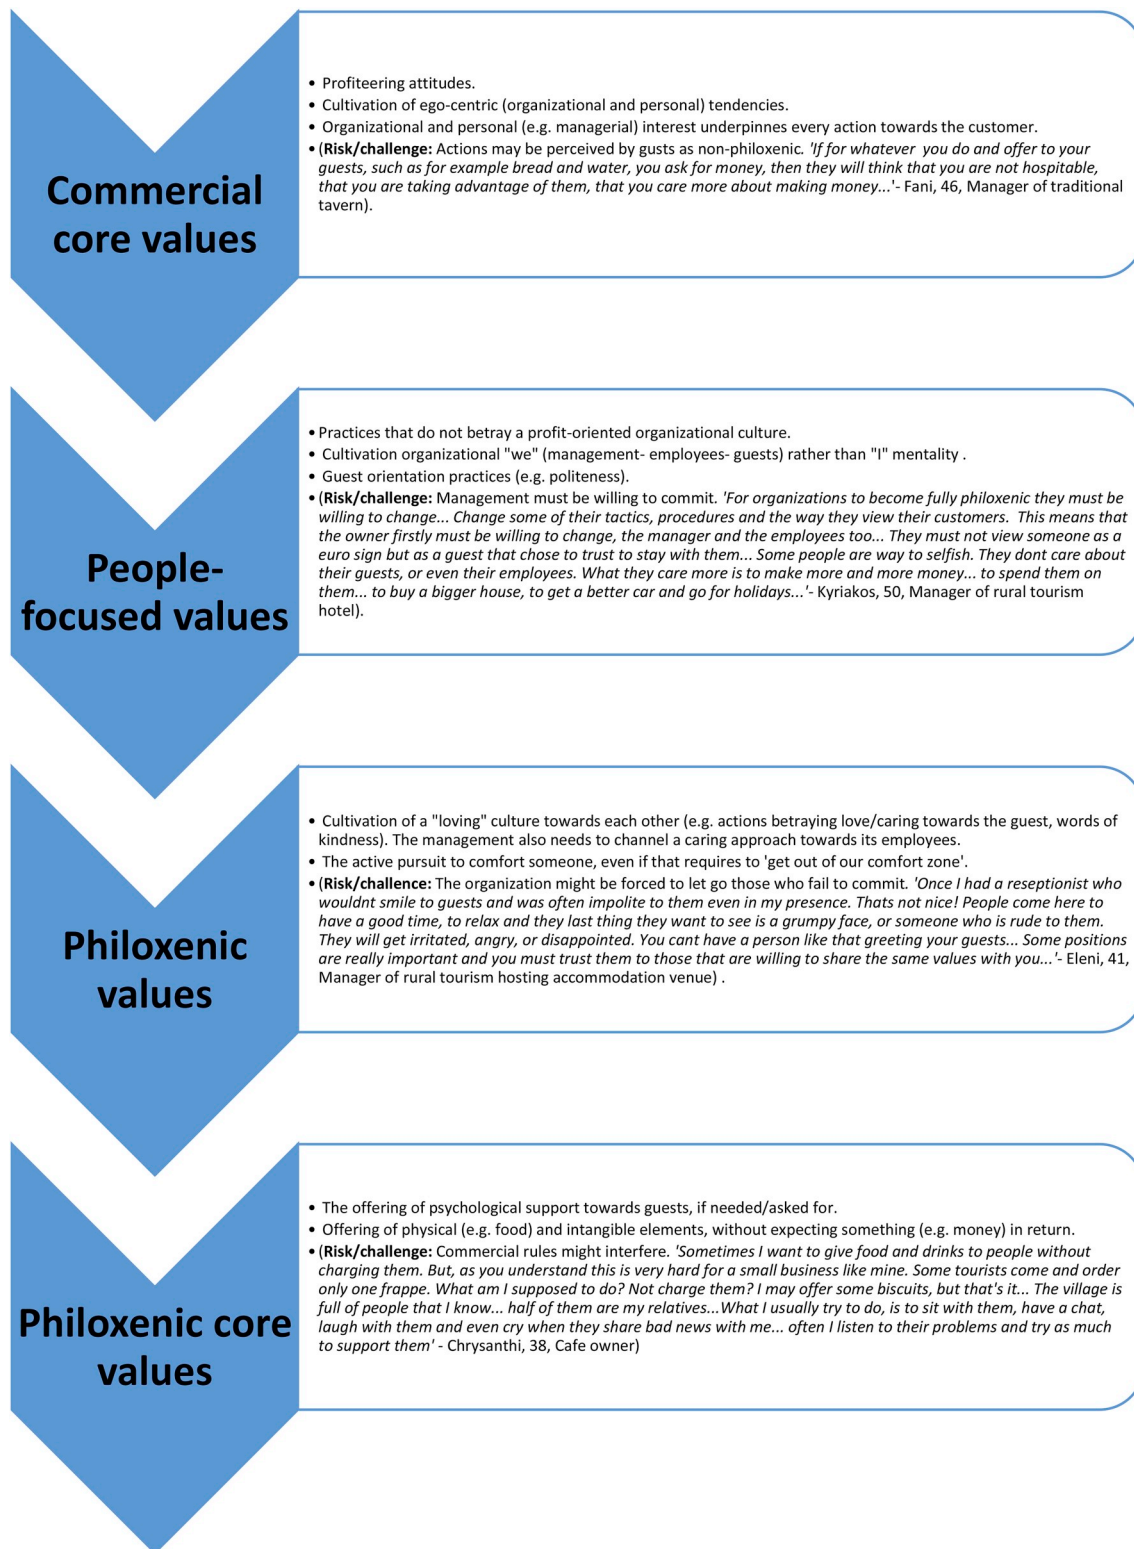 Commercial
core values
• Profiteering attitudes.
• Cultivation of ego-centric (organizational and personal) tendencies.
• Organizational and personal (e.g. managerial) interest underpinnes every action towards the customer.
• (Risk/challenge: Actions may be perceived by gusts as non-philoxenic. 'If for whatever you do and offer to your
guests, such as for example bread and water, you ask for money, then they will think that you are not hospitable,
that you are taking advantage of them, that you care more about making money...'- Fani, 46, Manager of traditional
tavern).
People-
focused values
• Practices that do not betray a profit-oriented organizational culture.
• Cultivation organizational "we" (management- employees- guests) rather than "I" mentality .
• Guest orientation practices (e.g. politeness).
• (Risk/challenge: Management must be willing to commit. 'For organizations to become fully philoxenic they must be
willing to change... Change some of their tactics, procedures and the way they view their customers. This means that
the owner firstly must be willing to change, the manager and the employees too... They must not view someone as a
euro sign but as a guest that chose to trust to stay with them... Some people are way to selfish. They dont care about
their guests, or even their employees. What they care more is to make more and more money... to spend them on
them... to buy a bigger house, to get a better car and go for holidays...'- Kyriakos, 50, Manager of rural tourism
hotel).
Philoxenic
values
• Cultivation of a "loving" culture towards each other (e.g. actions betraying love/caring towards the guest, words of
kindness). The management also needs to channel a caring approach towards its employees.
• The active pursuit to comfort someone, even if that requires to 'get out of our comfort zone'.
• (Risk/challence: The organization might be forced to let go those who fail to commit. 'Once I had a reseptionist who
wouldnt smile to guests and was often impolite to them even in my presence. Thats not nice! People come here to
have a good time, to relax and they last thing they want to see is a grumpy face, or someone who is rude to them.
They will get irritated, angry, or disappointed. You cant have a person like that greeting your guests... Some positions
are really important and you must trust them to those that are willing to share the same values with you...'- Eleni, 41,
Manager of rural tourism hosting accommodation venue) .
Philoxenic core
values
• The offering of psychological support towards guests, if needed/asked for.
• Offering of physical (e.g. food) and intangible elements, without expecting something (e.g. money) in return.
• (Risk/challenge: Commercial rules might interfere. 'Sometimes I want to give food and drinks to people without
charging them. But, as you understand this is very hard for a small business like mine. Some tourists come and order
only one frappe. What am I supposed to do? Not charge them? I may offer some biscuits, but that's it... The village is
full of people that I know... half of them are my relatives...What I usually try to do, is to sit with them, have a chat,
laugh with them and even cry when they share bad news with me... often I listen to their problems and try as much
to support them' - Chrysanthi, 38, Cafe owner)